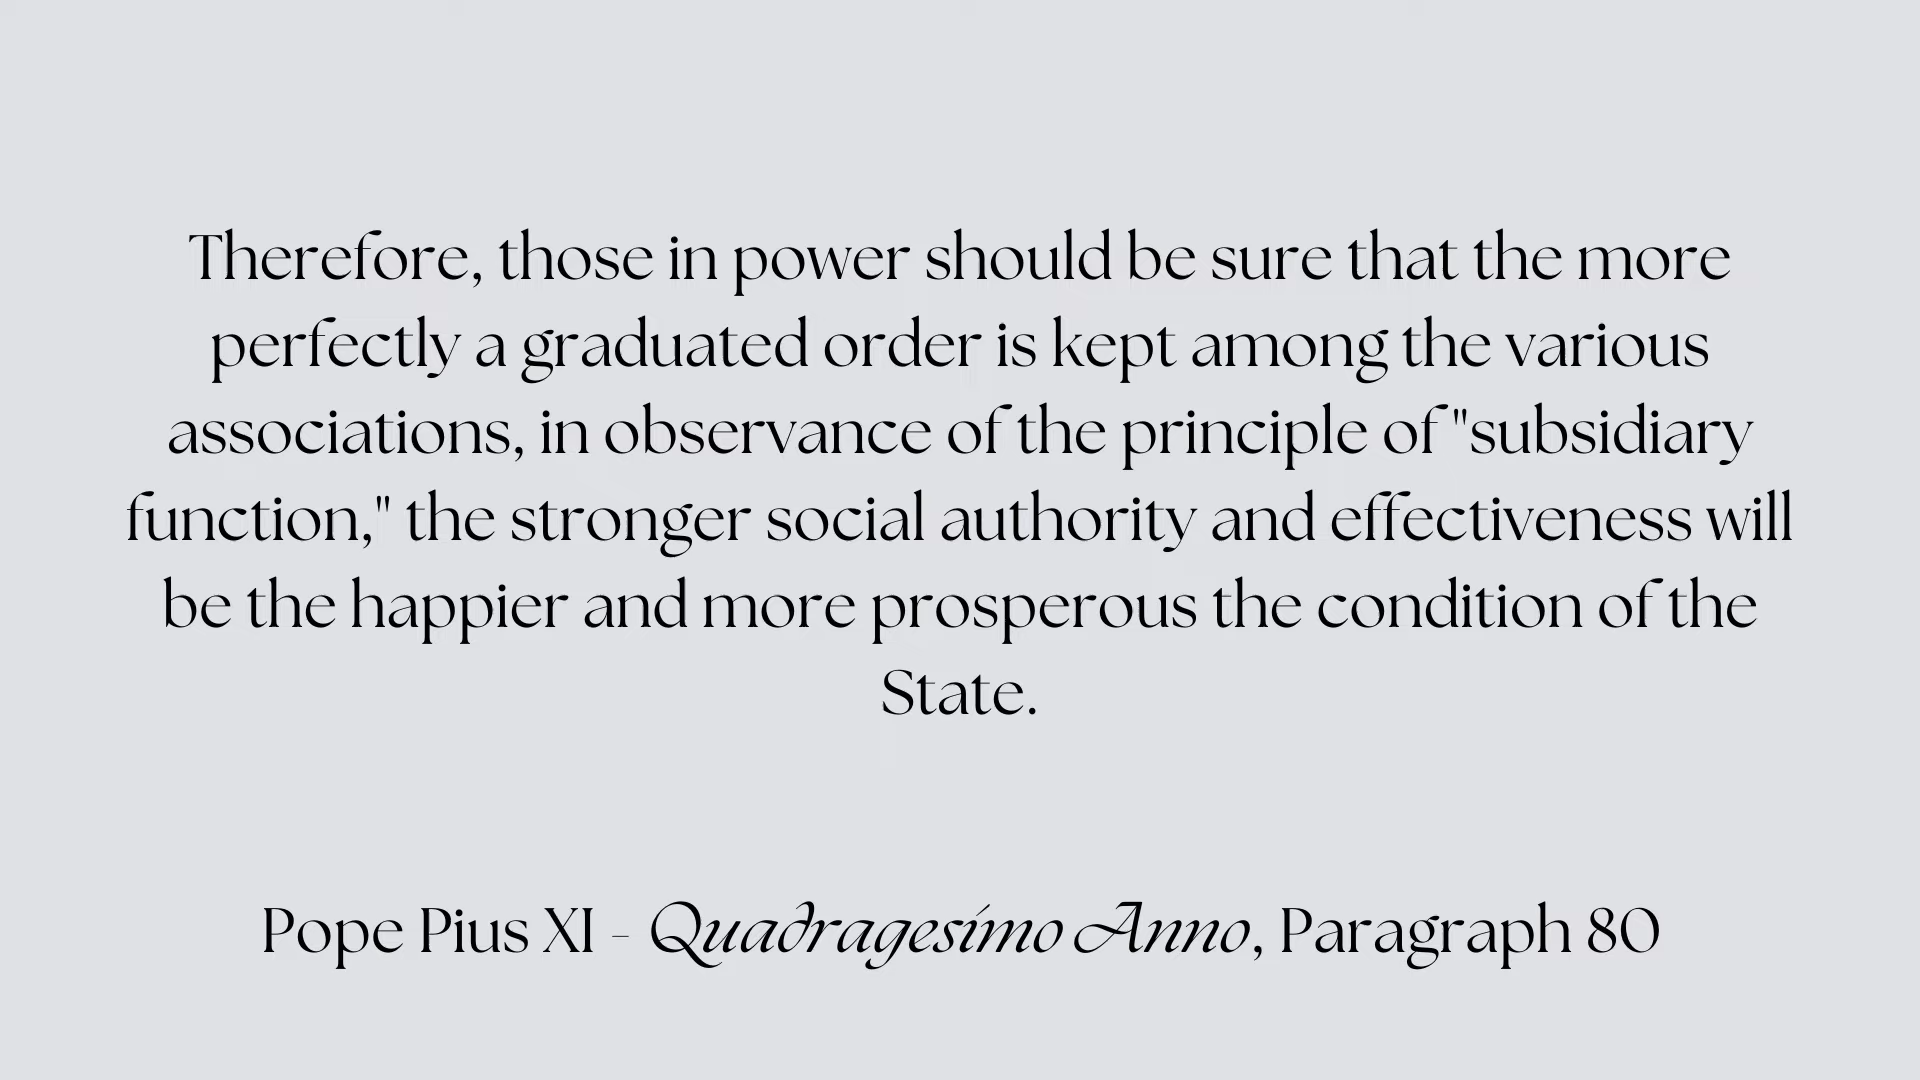 Therefore, those in power should be sure that the more
perfectly a graduated order is kept among the various
associations, in observance of the principle of "subsidiary
function," the stronger social authority and effectiveness will
be the happier and more prosperous the condition of the
State.
Pope Pius XI - Quadragesimo Anno, Paragraph 80